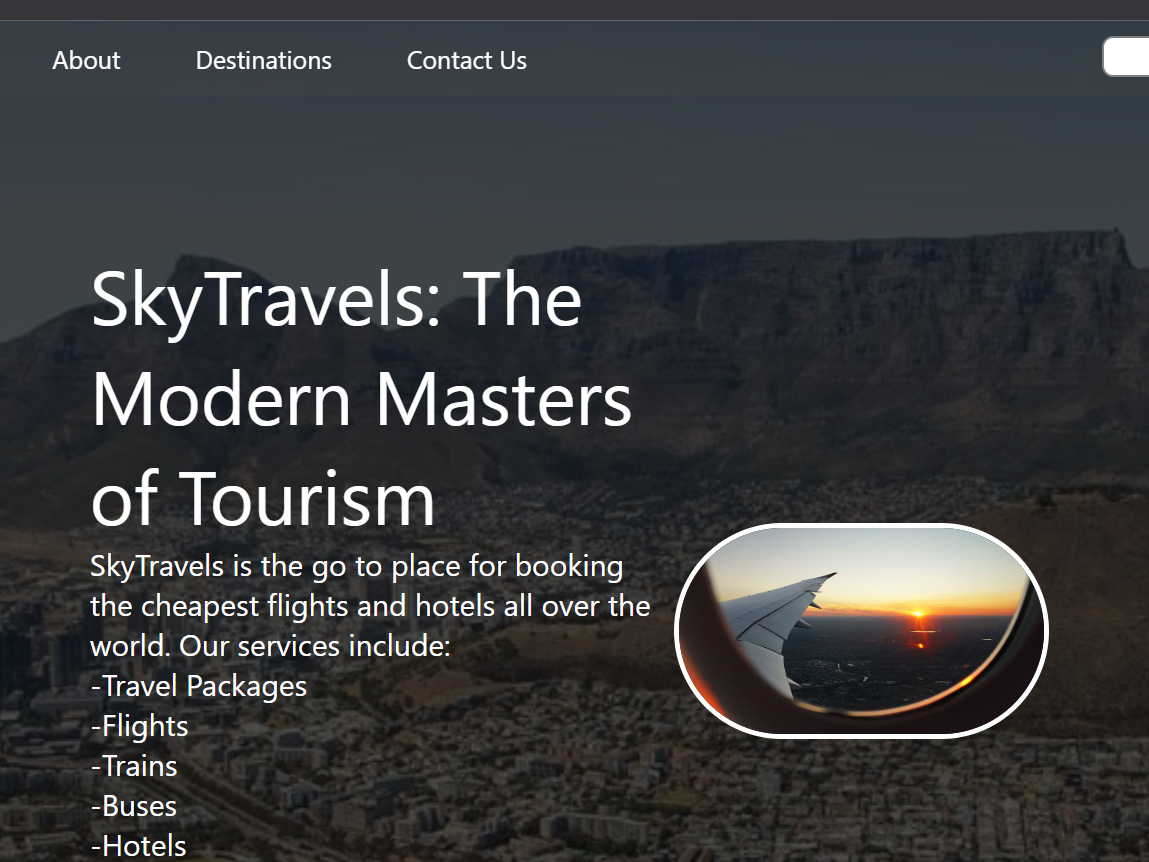 About Destinations Contact Us
SkyTravels: The
Modern Masters
of Tourism
SkyTravels is the go to place for booking
the cheapest flights and hotels all over the
world. Our services include:
-Travel Packages
-Flights
-Trains
-Buses
-Hotels